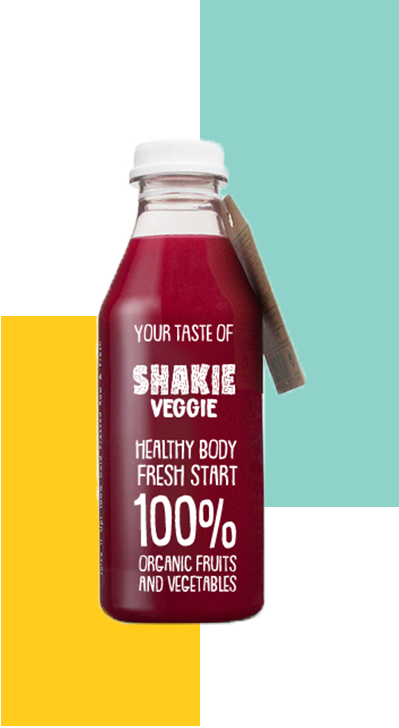 YOUR TASTE OF
SHAKIE
VEGGIE
HEALTHY BODY
FRESH START
100%
ORGANIC FRUITS
AND VEGETABLES